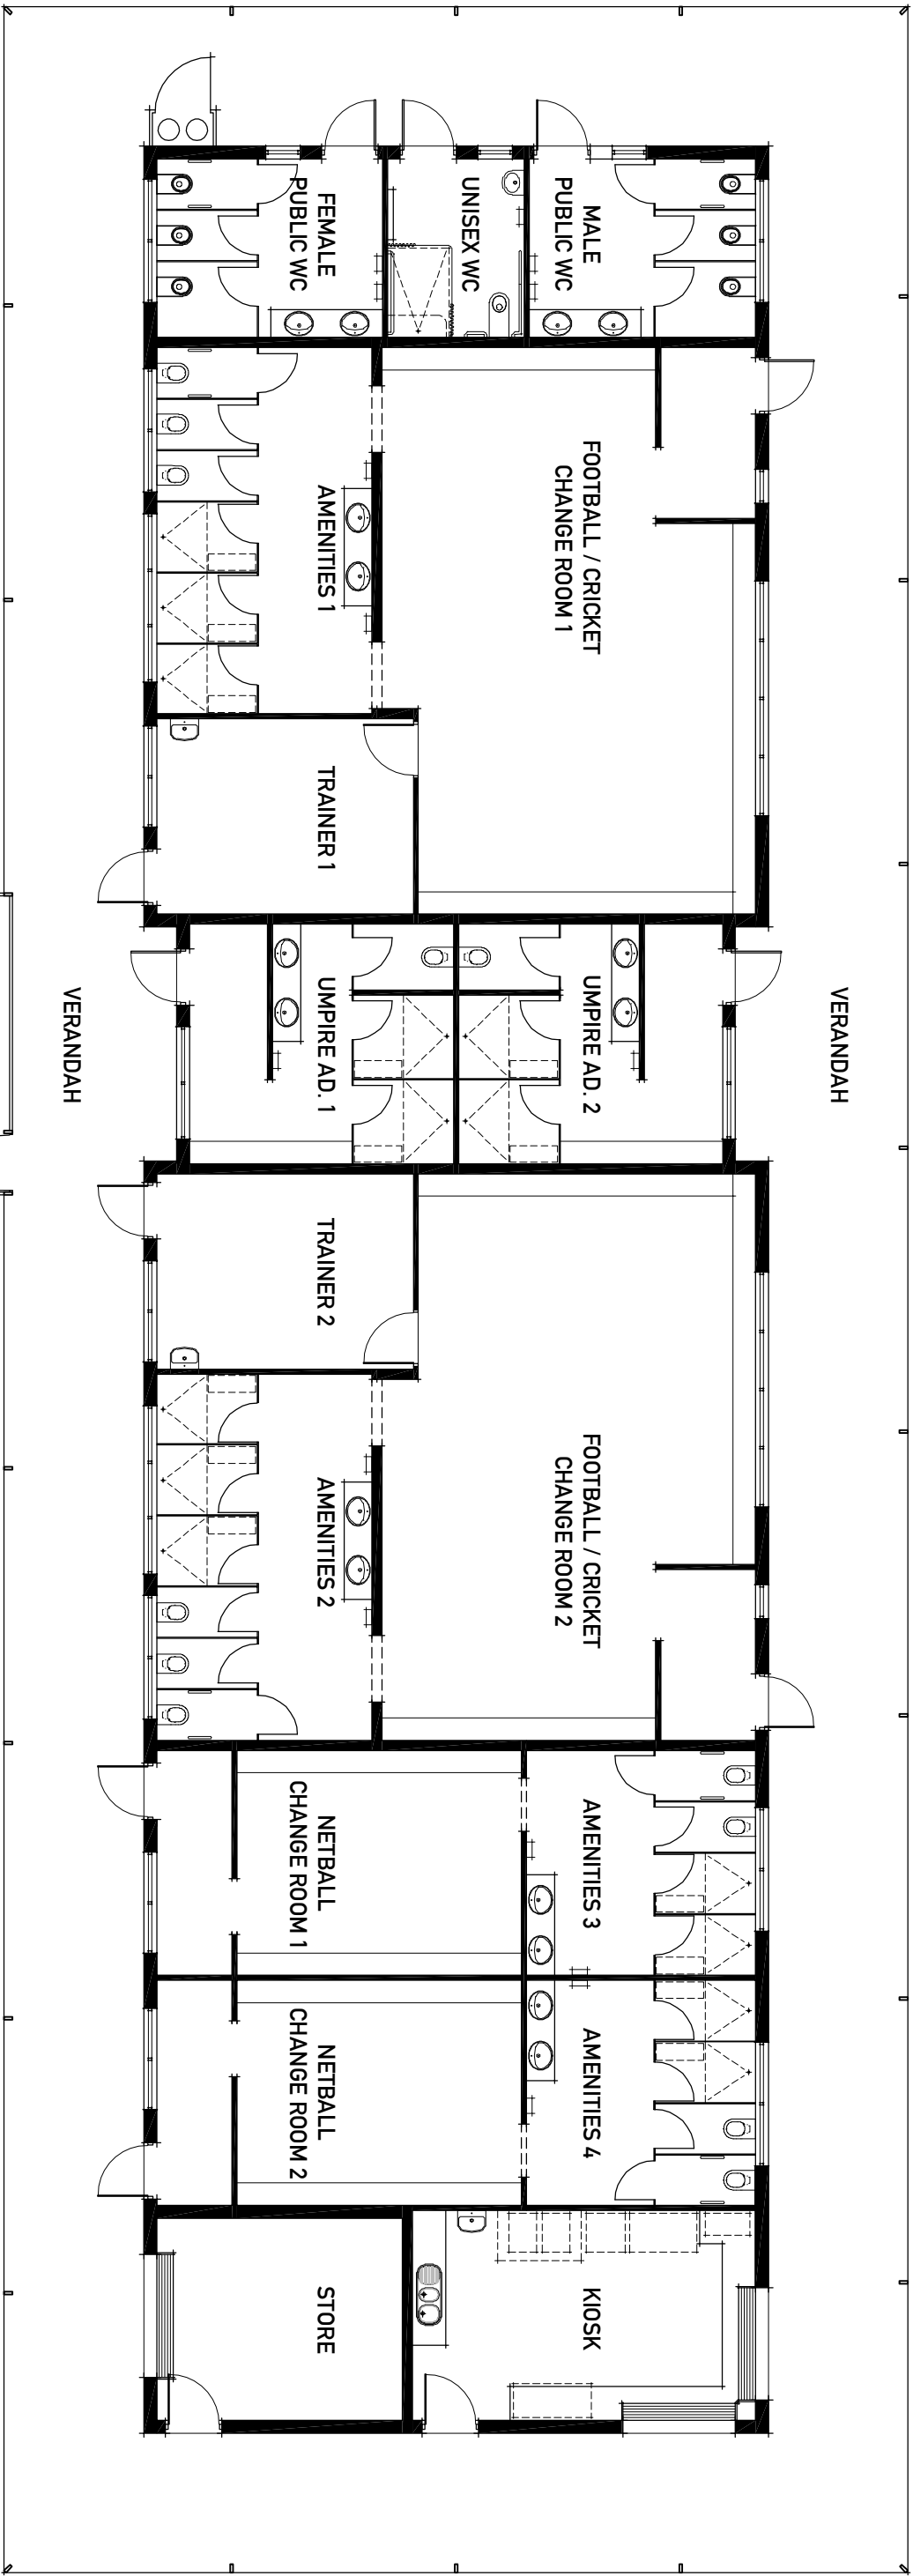 VERANDAH
MALE
PUBLIC WC
UNISEX WC
FEMALE
PUBLIC WC
FOOTBALL / CRICKET
CHANGE ROOM 1
AMENITIES 1
TRAINER 1
UMPIRE AD. 2
UMPIRE AD. 1
FOOTBALL / CRICKET
CHANGE ROOM 2
TRAINER 2
AMENITIES 2
AMENITIES 3
NETBALL
CHANGE ROOM 1
AMENITIES 4
NETBALL
CHANGE ROOM 2
KIOSK
STORE
VERANDAH